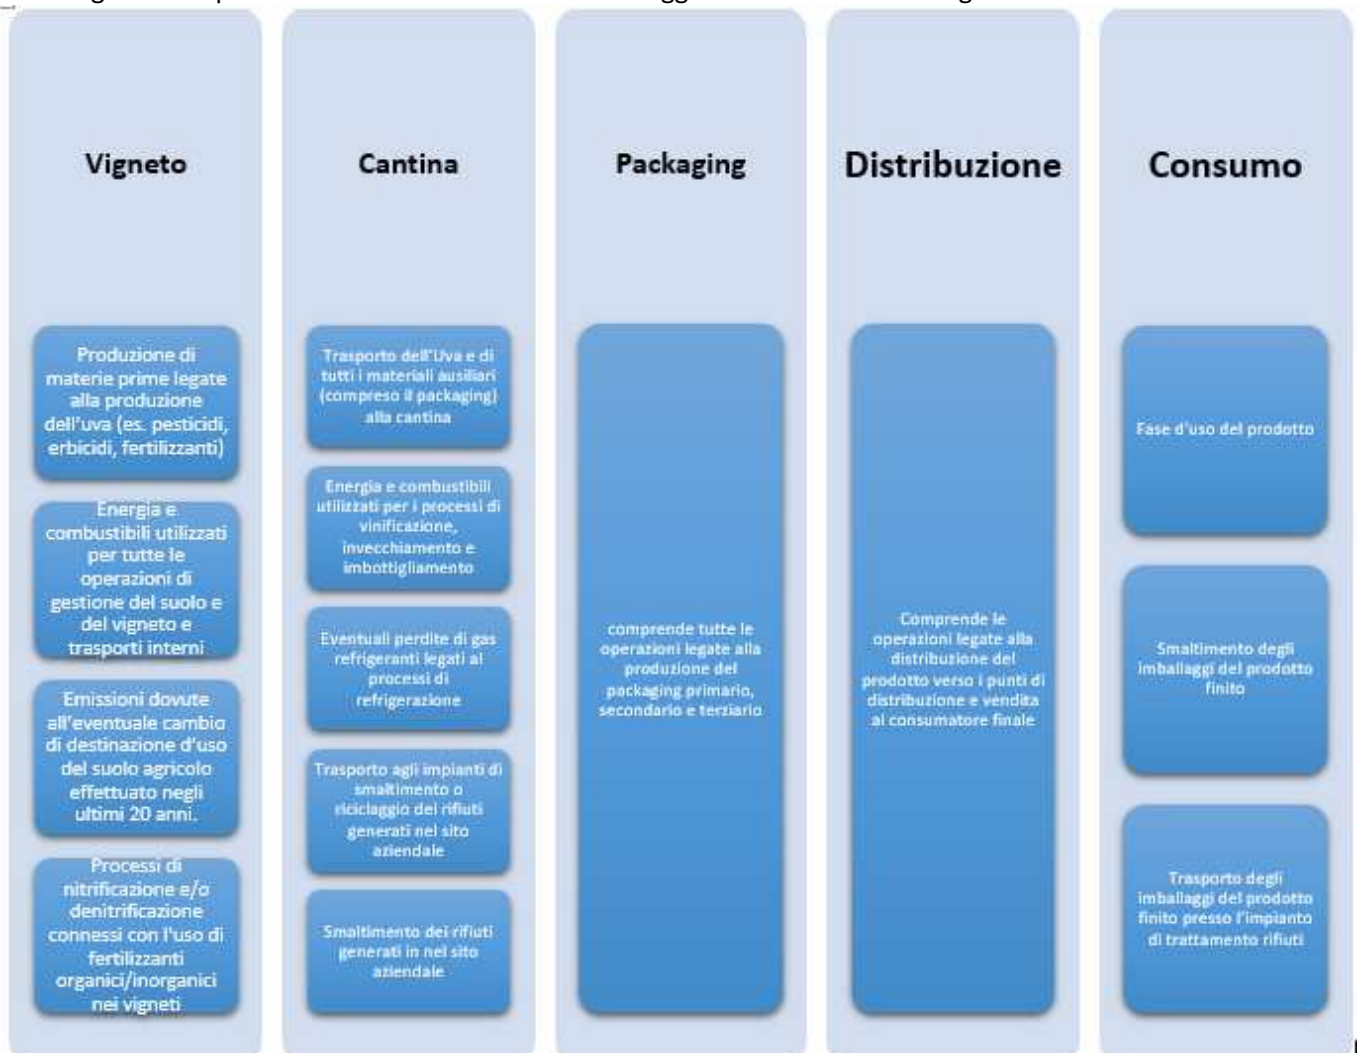 Vigneto
Produzione di
materie prime legate
alla produzione
dell'uva (es. pesticidi,
erbicidi, fertilizzanti)
Energia e
combustibili utilizzati
per tutte le
operazioni di
gestione del suolo e
del vigneto e
trasporti interni
Emissioni dovute
all'eventuale cambio
di destinazione d'uso
del suolo agricolo
effettuato negli
ultimi 20 anni.
Processi di
nitrificazione e/o
denitrificazione
connessi con l'uso di
fertilizzanti
organici/inorganici
nei vigneti
Cantina
Trasporto dell'Uva e di
tutti i materiali ausiliari
(compreso il packaging)
alla cantina
Energia e combustibili
utilizzati per i processi di
vinificazione,
invecchiamento e
imbottigliamento
Eventuali perdite di gas
refrigeranti legati ai
processi di
refrigerazione
Trasporto agli impianti di
smaltimento o
riciclaggio dei rifiuti
generati nel sito
aziendale
Smaltimento dei rifiuti
generati in nel sito
aziendale
Packaging
comprende tutte le
operazioni legate alla
produzione del
packaging primario,
secondario e terziario
Distribuzione
Comprende le
operazioni legate alla
distribuzione del
prodotto verso i punti di
distribuzione e vendita
al consumatore finale
Consumo
Fase d'uso del prodotto
Smaltimento degli
imballaggi del prodotto
finito
Trasporto degli
imballaggi del prodotto
finito presso l'impianto
di trattamento rifiuti